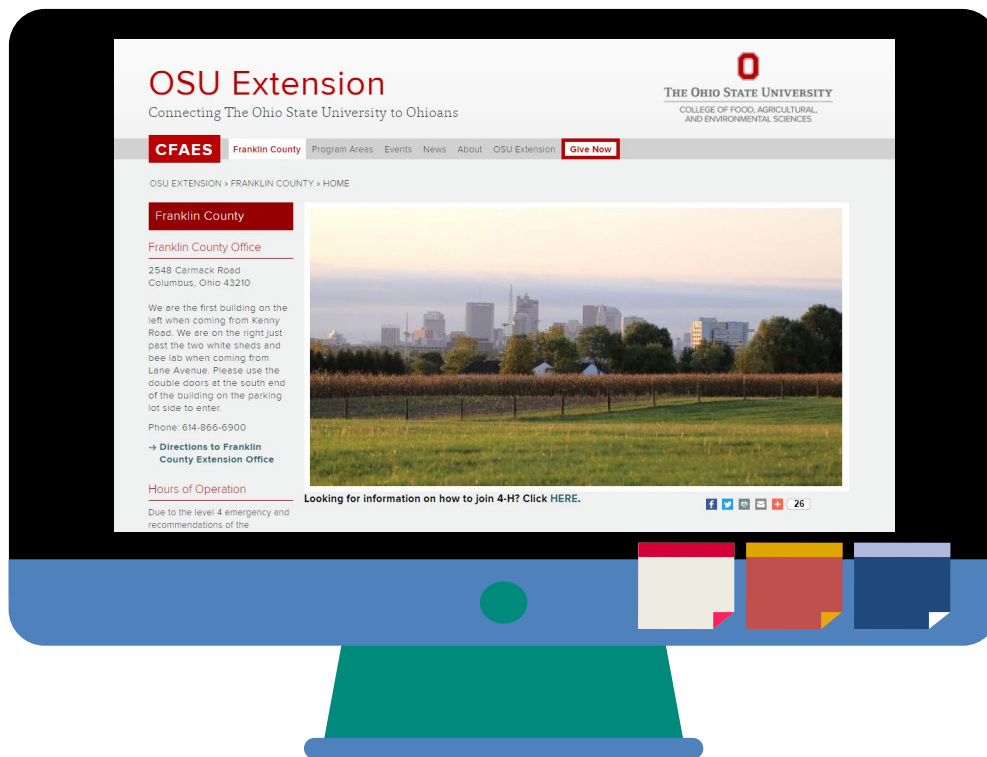 OSU Extension
Connecting The Ohio State University to Ohioans
O
THE OHIO STATE UNIVERSITY
COLLEGE OF FOOD, AGRICULTURAL,
AND ENVIRONMENTAL SCIENCES
CFAES Franklin County Program Areas Events News About OSU Extension Give Now
OSU EXTENSION » FRANKLIN COUNTY » HOME
Franklin County
Franklin County Office
2548 Carmack Road
Columbus, Ohio 43210
We are the first building on the
left when coming from Kenny
Road. We are on the right just
past the two white sheds and
bee lab when coming from
Lane Avenue. Please use the
double doors at the south end
of the building on the parking
lot side to enter.
Phone: 614-866-6900
→ Directions to Franklin
County Extension Office
Hours of Operation
Due to the level 4 emergency and
recommendations of the
Looking for information on how to join 4-H? Click HERE.
26